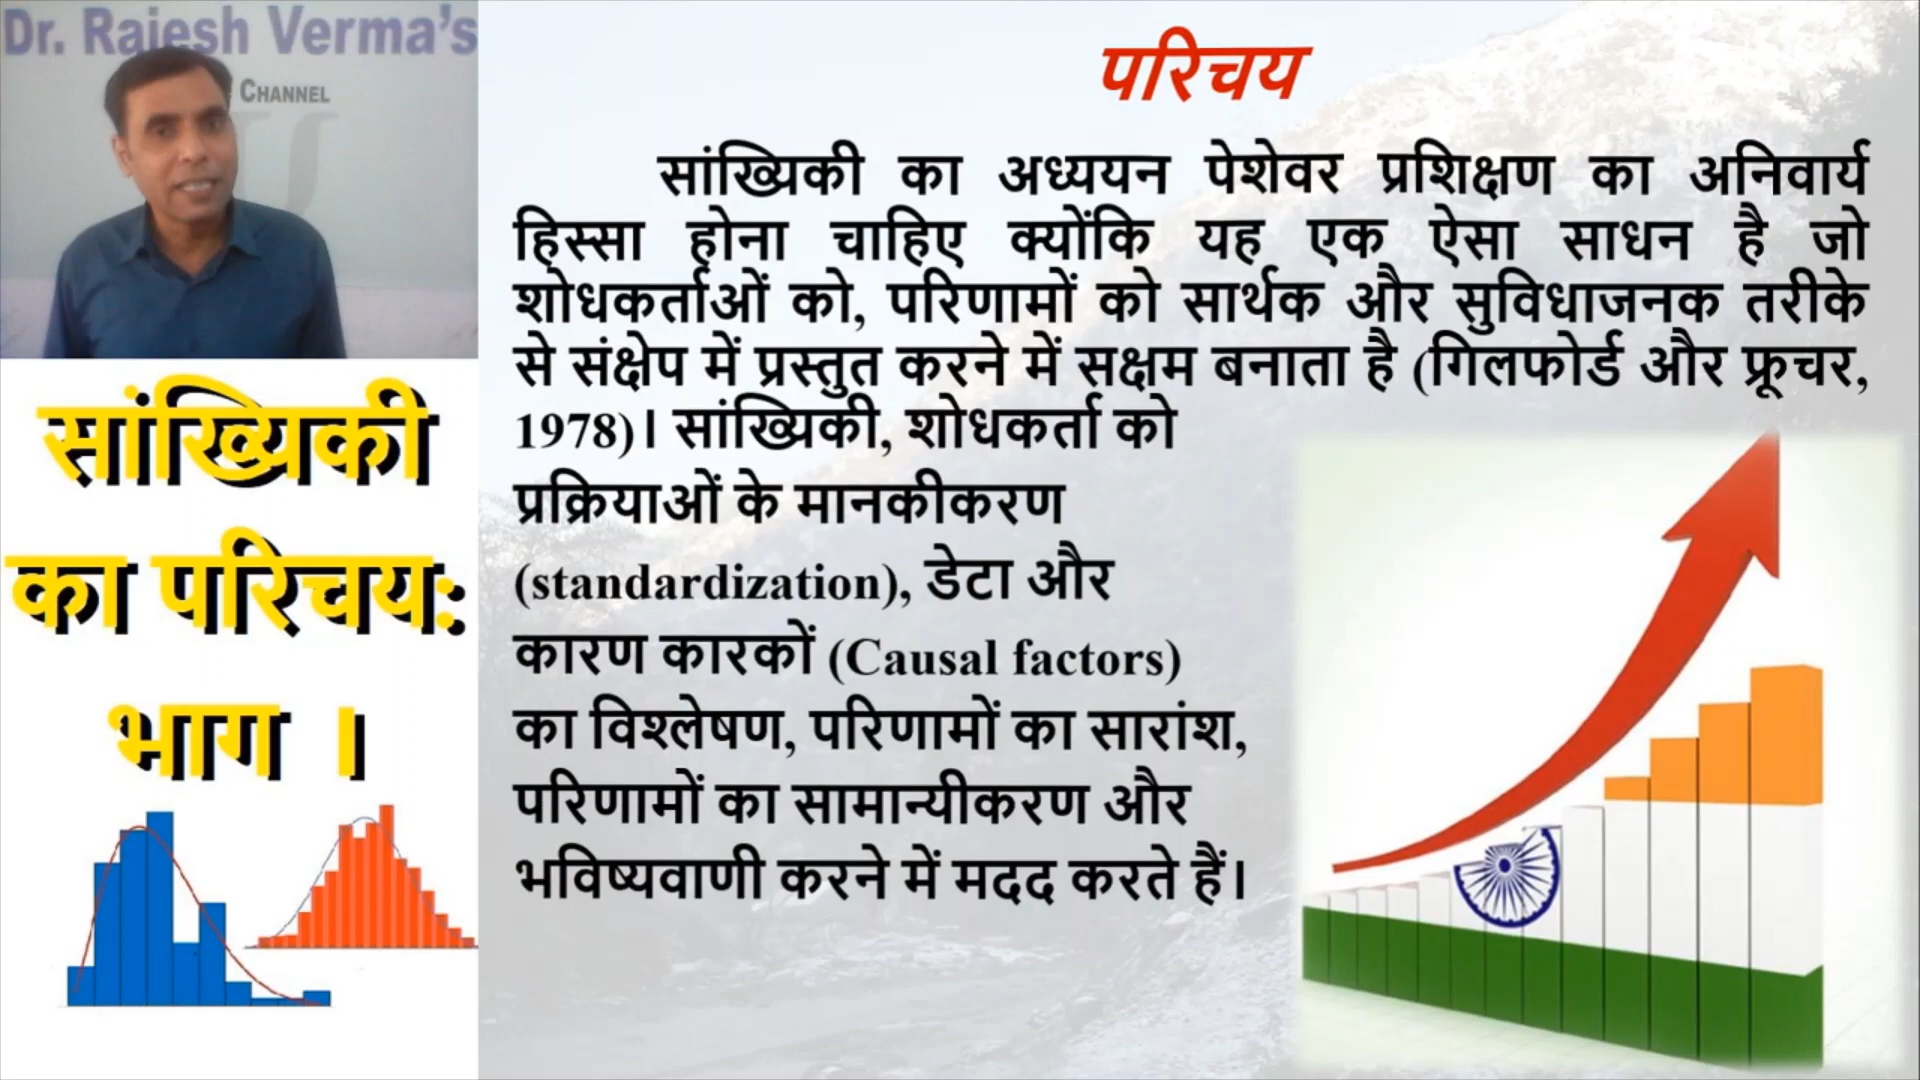 Dr. Rajesh Verma's
CHANNEL
सांख्यिकी
का परिचय:
भाग I
परिचय
सांख्यिकी का अध्ययन पेशेवर प्रशिक्षण का अनिवार्य
हिस्सा होना चाहिए क्योंकि यह एक ऐसा साधन है जो
शोधकर्ताओं को, परिणामों को सार्थक और सुविधाजनक तरीके
से संक्षेप में प्रस्तुत करने में सक्षम बनाता है (गिलफोर्ड और फ्रूचर,
1978)। सांख्यिकी, शोधकर्ता को
प्रक्रियाओं के मानकीकरण
(standardization), डेटा और
कारण कारकों (Causal factors)
का विश्लेषण, परिणामों का सारांश,
परिणामों का सामान्यीकरण और
भविष्यवाणी करने में मदद करते हैं।